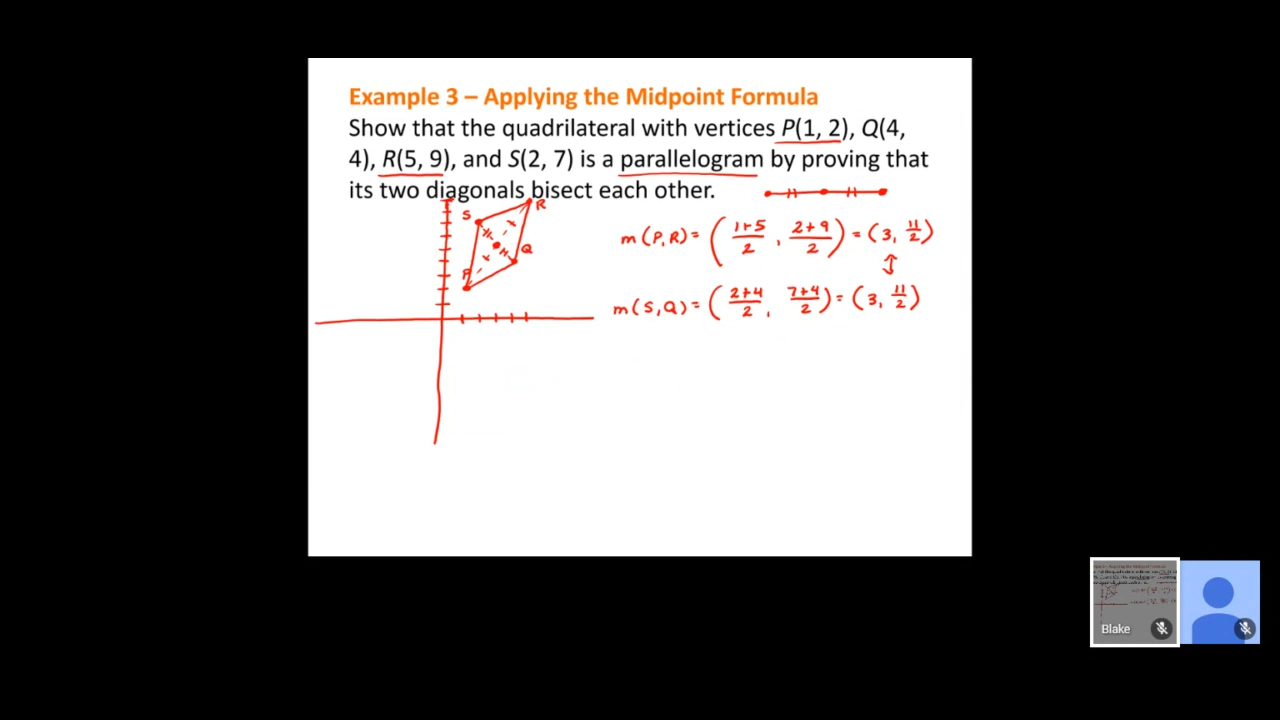 Example 3 – Applying the Midpoint Formula
Show that the quadrilateral with vertices P(1, 2), Q(4,
4), R(5, 9), and S(2, 7) is a parallelogram by proving that
its two diagonals bisect each other.
S
R
Q
P
m(P,R) = (1+5/2, 2+9/2) = (3, 11/2)
m(S,Q) = (2+4/2, 7+4/2) = (3, 11/2)
Blake